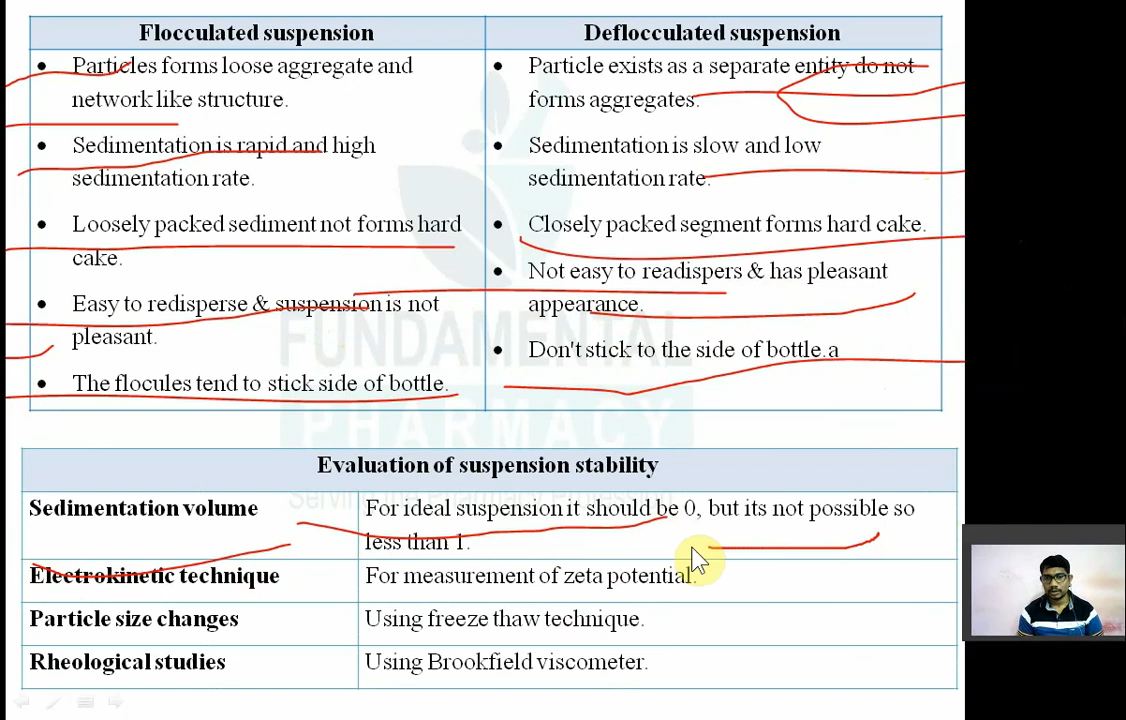 Flocculated suspension
Deflocculated suspension
• Particles forms loose aggregate and
network like structure.
• Sedimentation is rapid and high
sedimentation rate.
• Loosely packed sediment not forms hard
cake.
• Easy to redisperse & suspension is not
pleasant.
• The flocules tend to stick side of bottle.
• Particle exists as a separate entity do not
forms aggregates.
• Sedimentation is slow and low
sedimentation rate.
• Closely packed segment forms hard cake.
• Not easy to readispers & has pleasant
appearance.
• Don't stick to the side of bottle.a
FUNDAMENTAL
PHARMACY
Evaluation of suspension stability
Sedimentation volume
For ideal suspension it should be 0, but its not possible so
less than 1.
Electrokinetic technique
For measurement of zeta potential.
Particle size changes
Using freeze thaw technique.
Rheological studies
Using Brookfield viscometer.